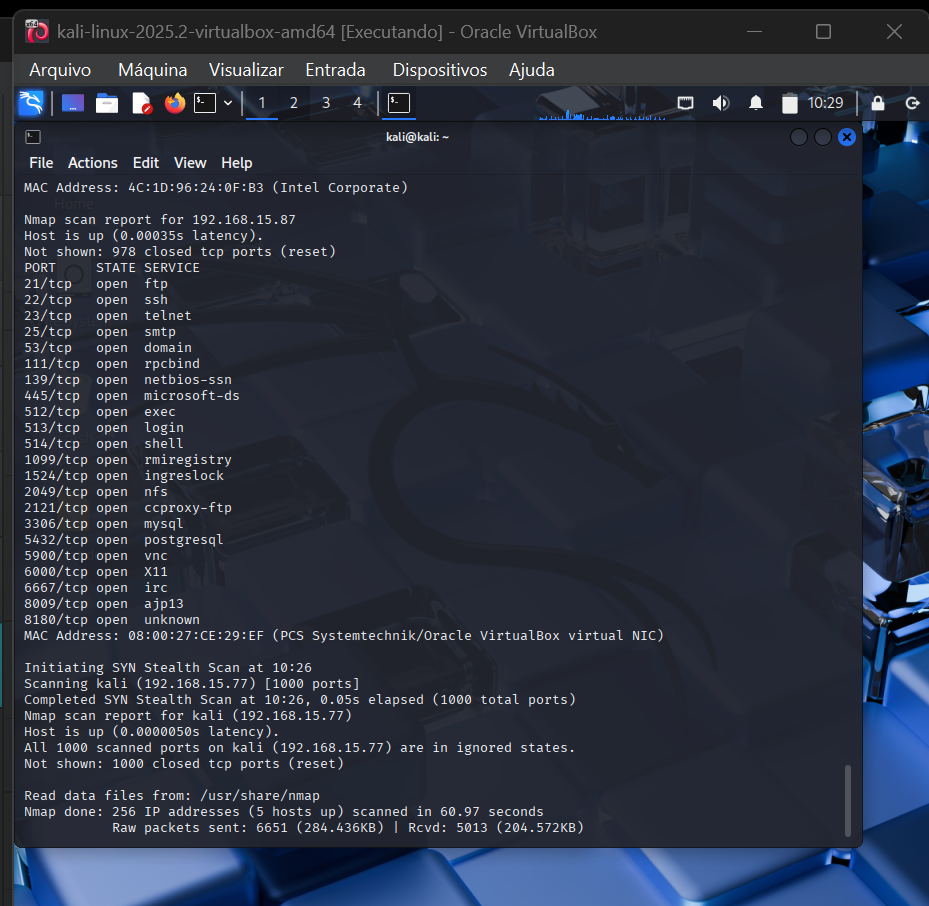 kali-linux-2025.2-virtualbox-amd64 [Executando] - Oracle VirtualBox
Arquivo Máquina Visualizar Entrada Dispositivos Ajuda
1 2 3 4 10:29
kali@kali: ~
File Actions Edit View Help
MAC Address: 4C:1D:96:24:0F:B3 (Intel Corporate)
Nmap scan report for 192.168.15.87
Host is up (0.00035s latency).
Not shown: 978 closed tcp ports (reset)
PORT STATE SERVICE
21/tcp open ftp
22/tcp open ssh
23/tcp open telnet
25/tcp open smtp
53/tcp open domain
111/tcp open rpcbind
139/tcp open netbios-ssn
445/tcp open microsoft-ds
512/tcp open exec
513/tcp open login
514/tcp open shell
1099/tcp open rmiregistry
1524/tcp open ingreslock
2049/tcp open nfs
2121/tcp open ccproxy-ftp
3306/tcp open mysql
5432/tcp open postgresql
5900/tcp open vnc
6000/tcp open X11
6667/tcp open irc
8009/tcp open ajp13
8180/tcp open unknown
MAC Address: 08:00:27:CE:29:EF (PCS Systemtechnik/Oracle VirtualBox virtual NIC)
Initiating SYN Stealth Scan at 10:26
Scanning kali (192.168.15.77) [1000 ports]
Completed SYN Stealth Scan at 10:26, 0.05s elapsed (1000 total ports)
Nmap scan report for kali (192.168.15.77)
Host is up (0.0000050s latency).
All 1000 scanned ports on kali (192.168.15.77) are in ignored states.
Not shown: 1000 closed tcp ports (reset)
Read data files from: /usr/share/nmap
Nmap done: 256 IP addresses (5 hosts up) scanned in 60.97 seconds
Raw packets sent: 6651 (284.436KB) | Rcvd: 5013 (204.572KB)